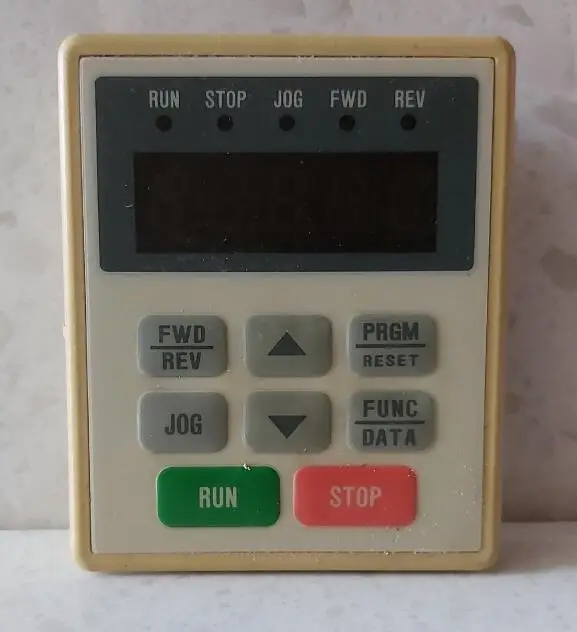 RUN STOP JOG FWD REV
FWD
REV
PRGM
RESET
JOG
FUNC
DATA
RUN STOP